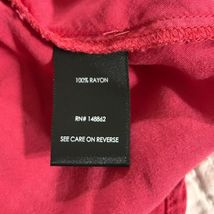 100% RAYON
RN# 148862
SEE CARE ON REVERSE